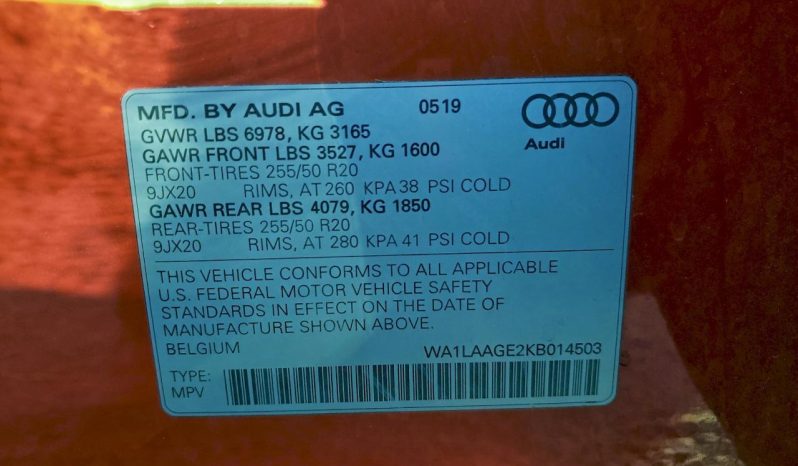 MFD. BY AUDI AG 0519
GVWR LBS 6978, KG 3165
GAWR FRONT LBS 3527, KG 1600
Audi
FRONT-TIRES 255/50 R20
9JX20 RIMS, AT 260 KPA 38 PSI COLD
GAWR REAR LBS 4079, KG 1850
REAR-TIRES 255/50 R20
9JX20 RIMS, AT 280 KPA 41 PSI COLD
THIS VEHICLE CONFORMS TO ALL APPLICABLE
U.S. FEDERAL MOTOR VEHICLE SAFETY
STANDARDS IN EFFECT ON THE DATE OF
MANUFACTURE SHOWN ABOVE.
BELGIUM WA1LAAGE2KB014503
TYPE:
MPV